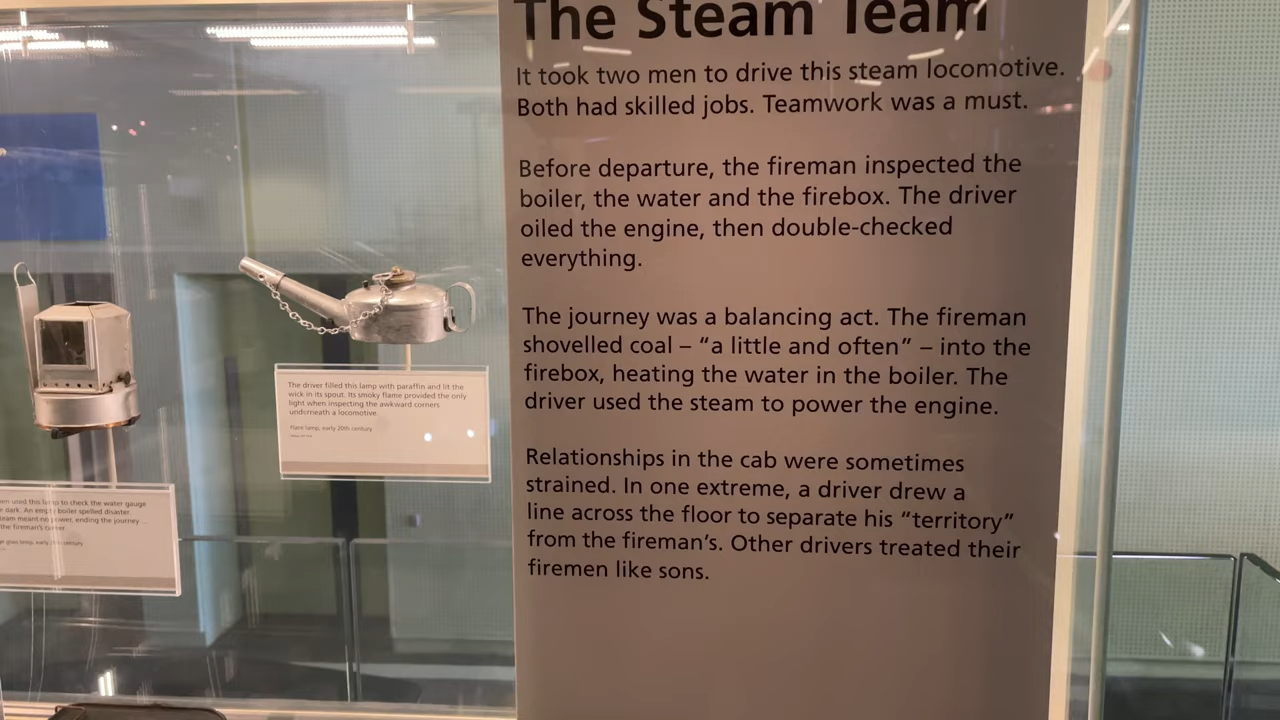 The Steam Team
It took two men to drive this steam locomotive.
Both had skilled jobs. Teamwork was a must.
Before departure, the fireman inspected the
boiler, the water and the firebox. The driver
oiled the engine, then double-checked
everything.
The journey was a balancing act. The fireman
shovelled coal – “a little and often” – into the
firebox, heating the water in the boiler. The
driver used the steam to power the engine.
Relationships in the cab were sometimes
strained. In one extreme, a driver drew a
line across the floor to separate his “territory”
from the fireman’s. Other drivers treated their
firemen like sons.
The driver filled this lamp with paraffin and lit the
wick in its spout. Its smoky flame provided the only
light when inspecting the awkward corners
underneath a locomotive.
Flare lamp, early 20th century
used this lamp to check the water gauge
dark. An empty boiler spelled disaster.
meant no power, ending the journey
the fireman's career
glass lamp, early 20th century